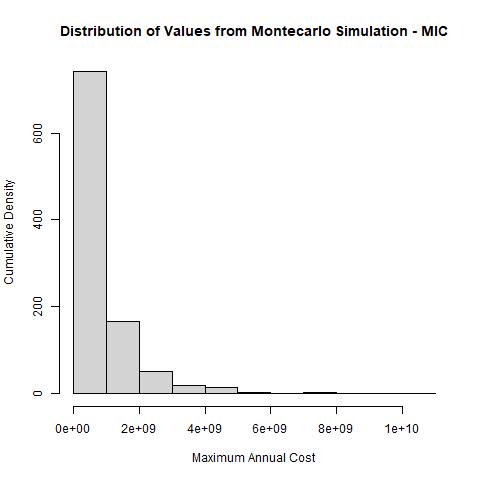 Distribution of Values from Montecarlo Simulation - MIC
Cumulative Density
600
400
200
0
0e+00 2e+09 4e+09 6e+09 8e+09 1e+10
Maximum Annual Cost